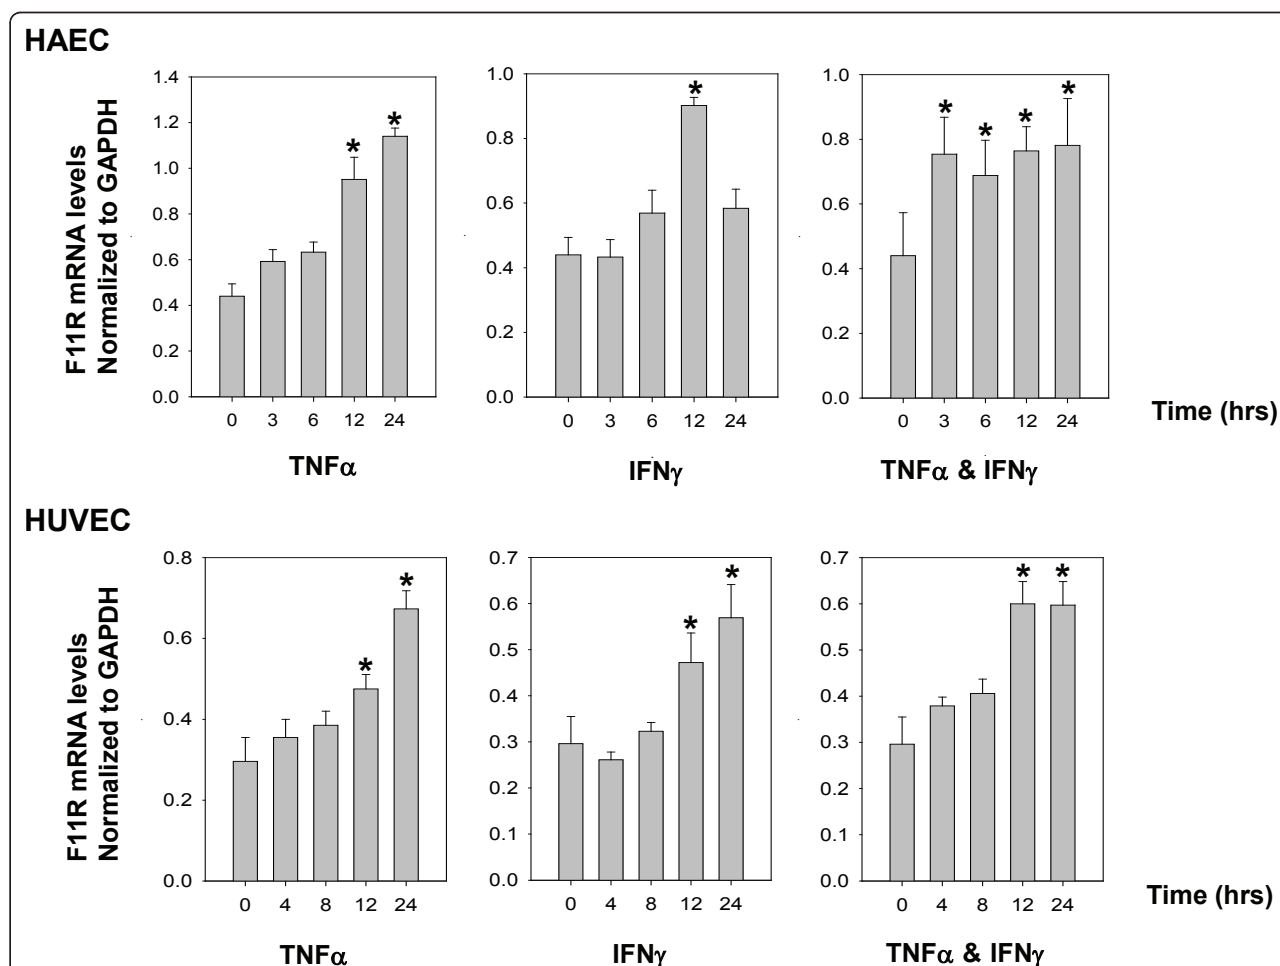 HAEC
F11R mRNA levels
Normalized to GAPDH
1.4
1.2
1.0
0.8
0.6
0.4
0.2
0.0
*
*
0 3 6 12 24
TNFα
1.0
0.8
0.6
0.4
0.2
0.0
*
0 3 6 12 24
IFNγ
1.0
0.8
0.6
0.4
0.2
0.0
*
*
*
*
0 3 6 12 24
TNFα & IFNγ
Time (hrs)
HUVEC
F11R mRNA levels
Normalized to GAPDH
0.8
0.6
0.4
0.2
0.0
*
*
0 4 8 12 24
TNFα
0.7
0.6
0.5
0.4
0.3
0.2
0.1
0.0
*
*
0 4 8 12 24
IFNγ
0.7
0.6
0.5
0.4
0.3
0.2
0.1
0.0
*
*
0 4 8 12 24
TNFα & IFNγ
Time (hrs)